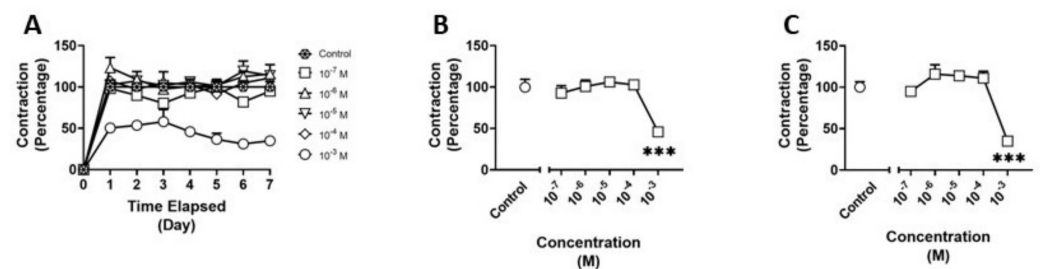 A
Contraction
(Percentage)
150
100
50
0
0 1 2 3 4 5 6 7
Time Elapsed
(Day)
Control
10⁻⁷ M
10⁻⁶ M
10⁻⁵ M
10⁻⁴ M
10⁻³ M
B
Contraction
(Percentage)
150
100
50
0
***
Control 10⁻⁷ 10⁻⁶ 10⁻⁵ 10⁻⁴ 10⁻³
Concentration
(M)
C
Contraction
(Percentage)
150
100
50
0
***
Control 10⁻⁷ 10⁻⁶ 10⁻⁵ 10⁻⁴ 10⁻³
Concentration
(M)